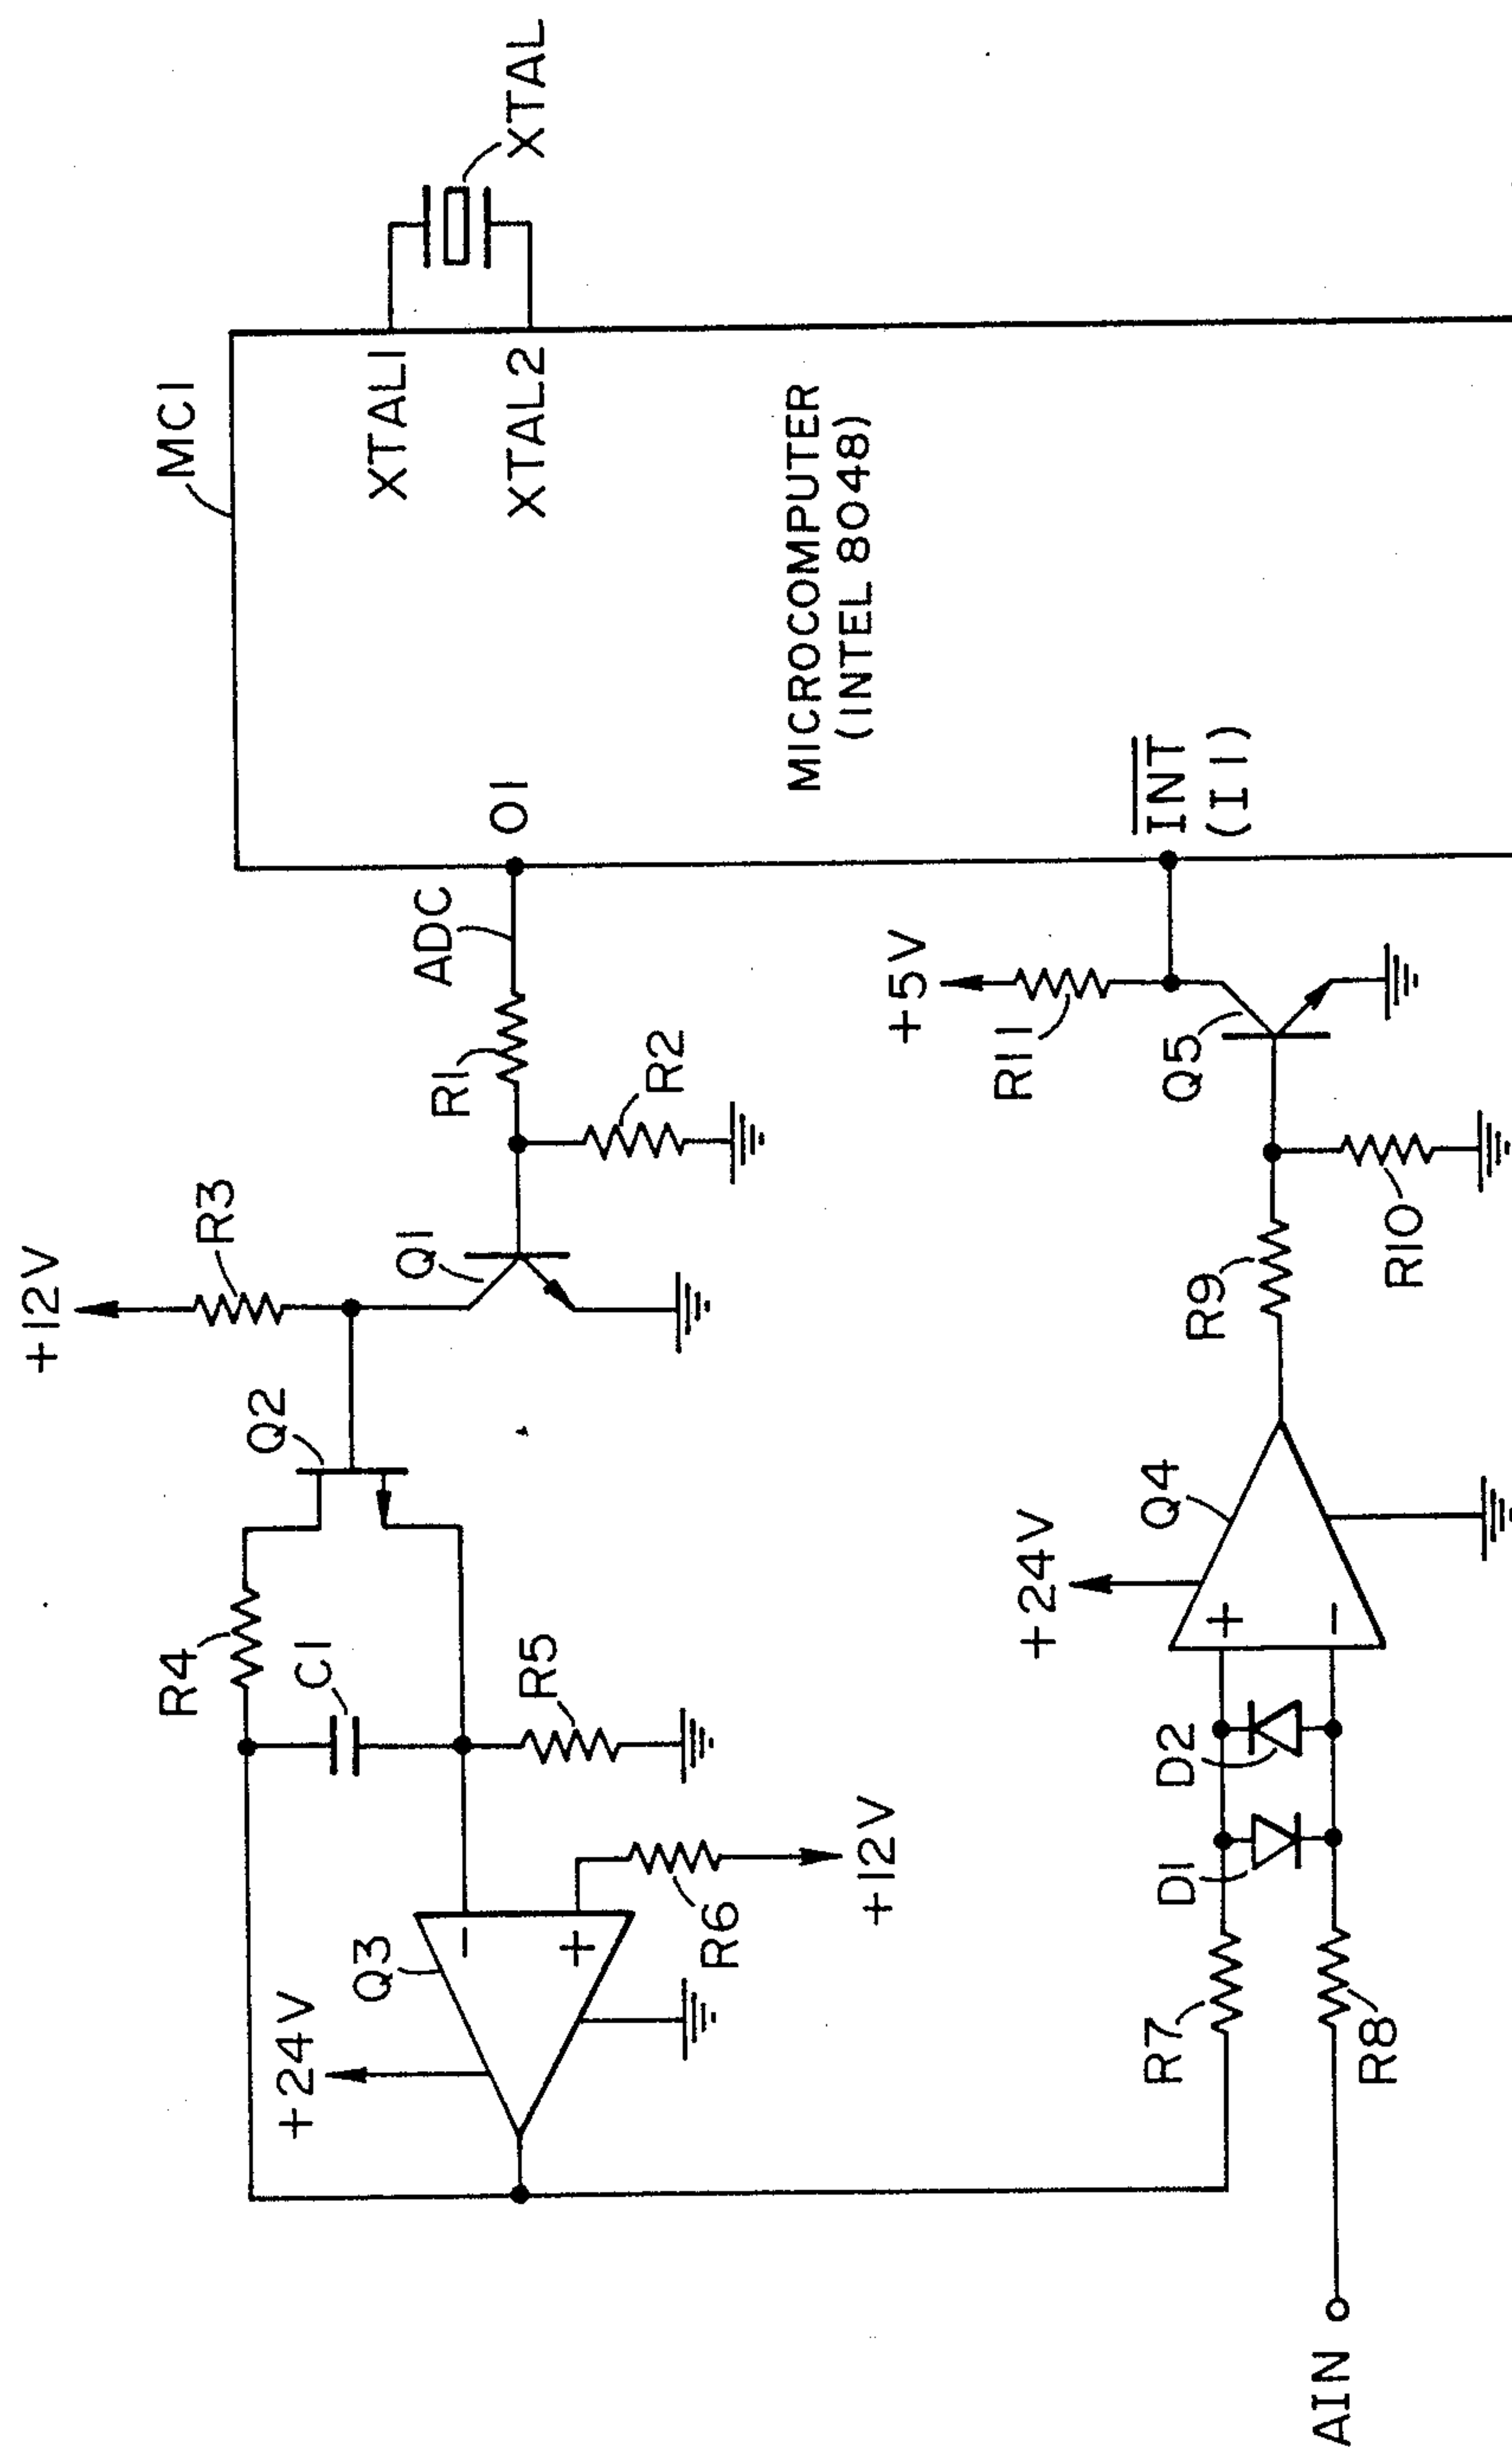 +12V
R3
MC1
Q2
Q1
R4
C1
R1
ADC
O1
XTAL1
XTAL2
XTAL
+24V
Q3
-
+
R5
R2
R6
+12V
MICROCOMPUTER
(INTEL 8048)
+5V
R11
+24V
Q4
Q5
INT
(I1)
R7
D1
D2
+
-
R9
R8
R10
AIN